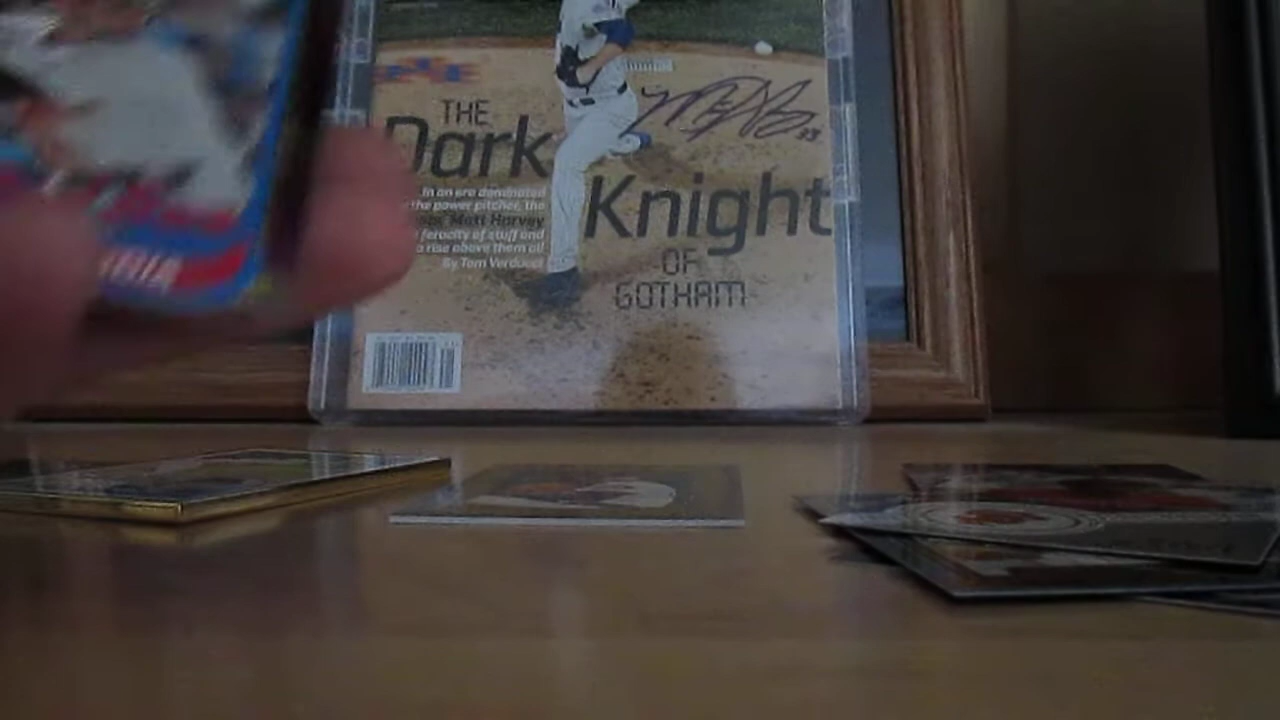 THE
Dark
In an era dominated
the power pitcher, the
Matt Harvey
ferocity of stuff and
rise above them all
By Tom Verducci
Knight
OF
GOTHAM
33